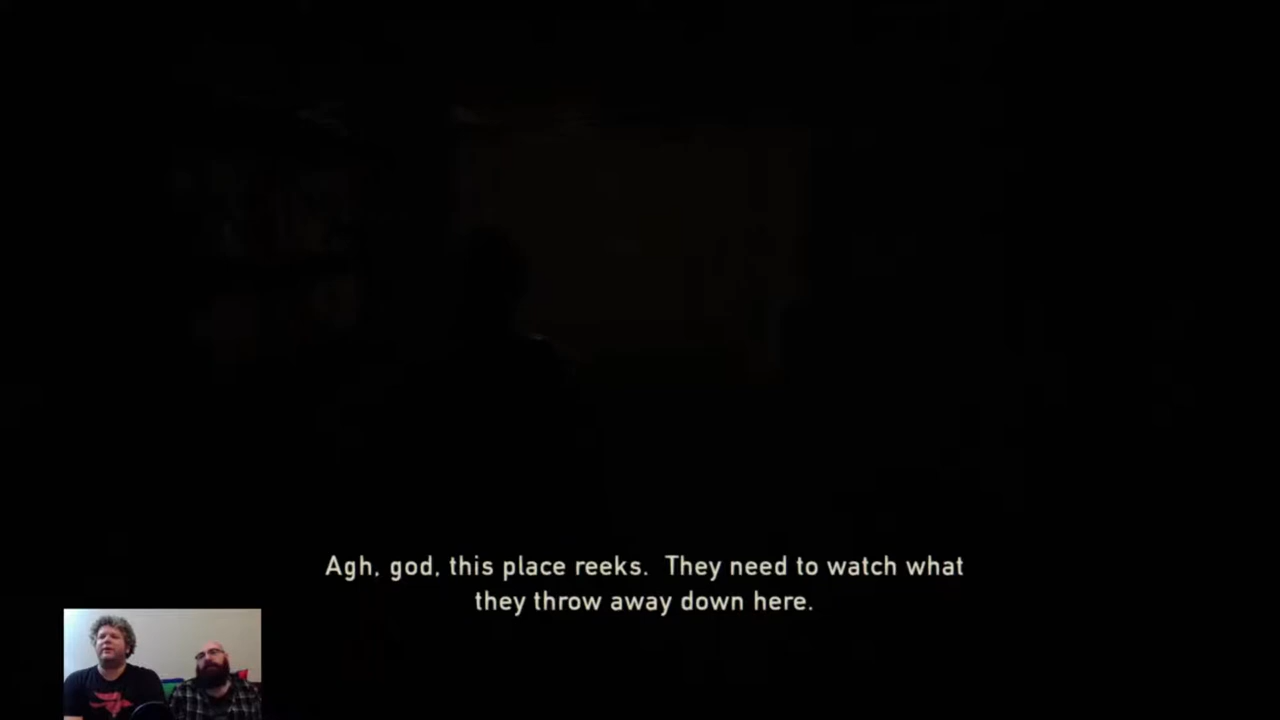 Agh, god, this place reeks.  They need to watch what
they throw away down here.